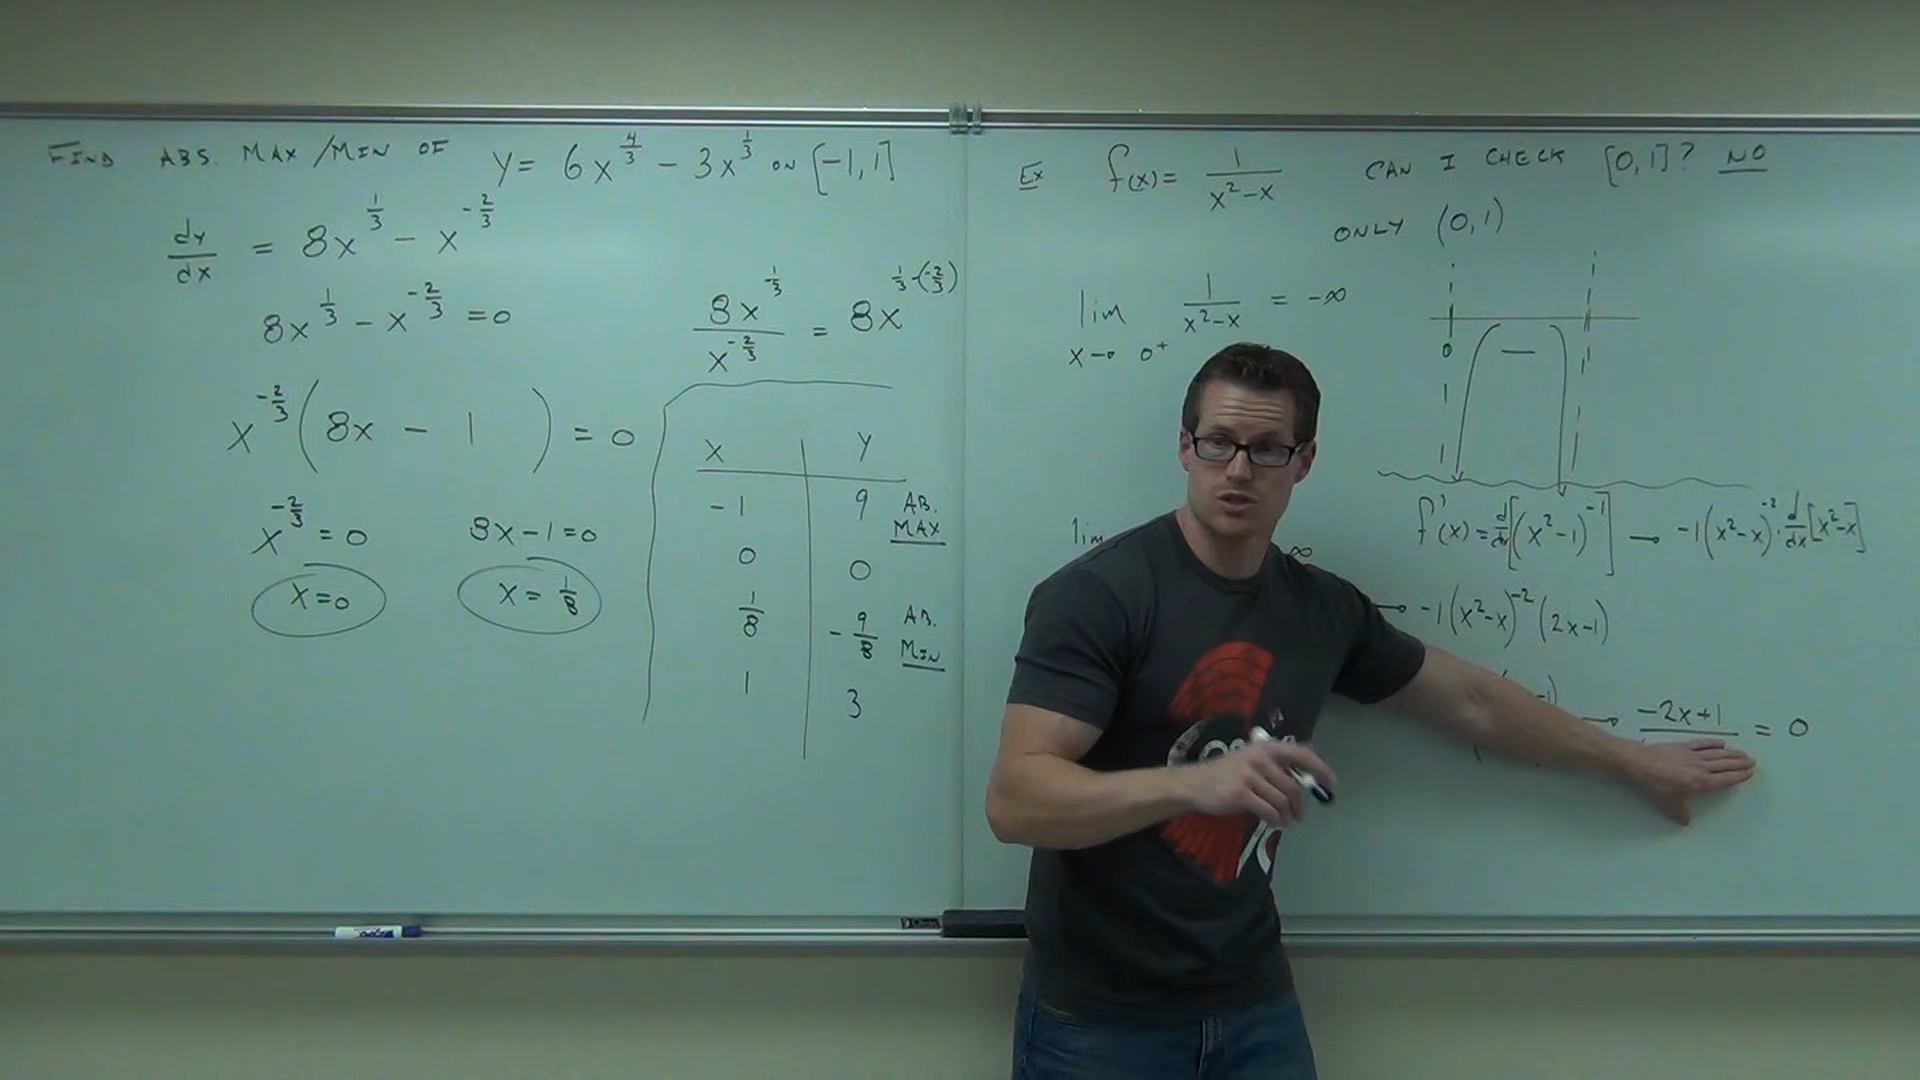 FIND ABS. MAX/MIN OF y = 6x^(4/3) - 3x^(1/3) ON [-1,1]
dy/dx = 8x^(1/3) - x^(-2/3)
8x^(1/3) - x^(-2/3) = 0
8x^(1/3) / x^(-2/3) = 8x^(1/3-(-2/3))
x^(-2/3)(8x - 1) = 0
x^(-2/3) = 0
8x-1=0
x=0
x = 1/8
X Y
-1 9 AB. MAX
0 0
1/8 -9/8 AB. MIN
1 3
Ex f(x) = 1/(x²-x) CAN I CHECK [0,1]? NO
ONLY (0,1)
lim x→0⁺ 1/(x²-x) = -∞
0 1
—
lim ∞
f'(x) = d/dx[(x²-1)^(-1)] → -1(x²-x)^(-2) · d/dx[x²-x]
→ -1(x²-x)^(-2)(2x-1)
→ -2x+1 = 0